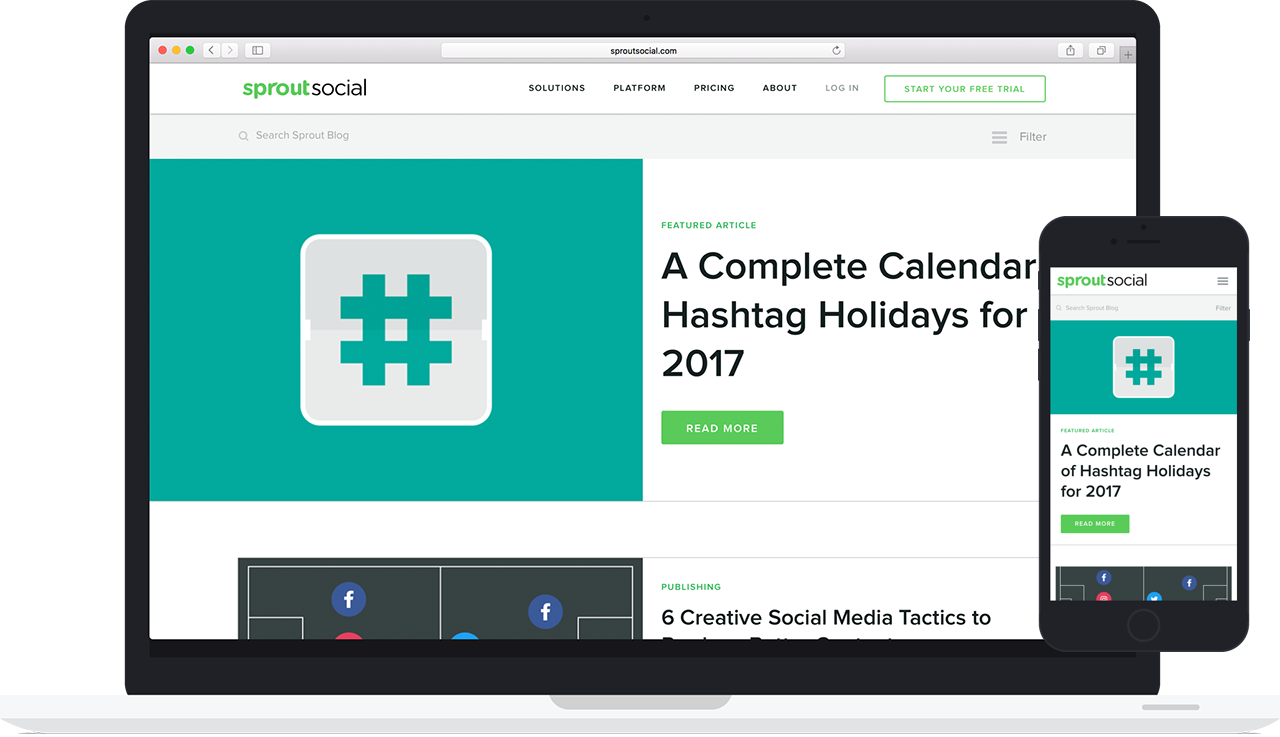 sproutsocial.com
sproutsocial
SOLUTIONS PLATFORM PRICING ABOUT LOG IN START YOUR FREE TRIAL
Search Sprout Blog Filter
FEATURED ARTICLE
A Complete Calendar
Hashtag Holidays for
2017
READ MORE
PUBLISHING
6 Creative Social Media Tactics to
sproutsocial
Search Sprout Blog Filter
FEATURED ARTICLE
A Complete Calendar
of Hashtag Holidays
for 2017
READ MORE